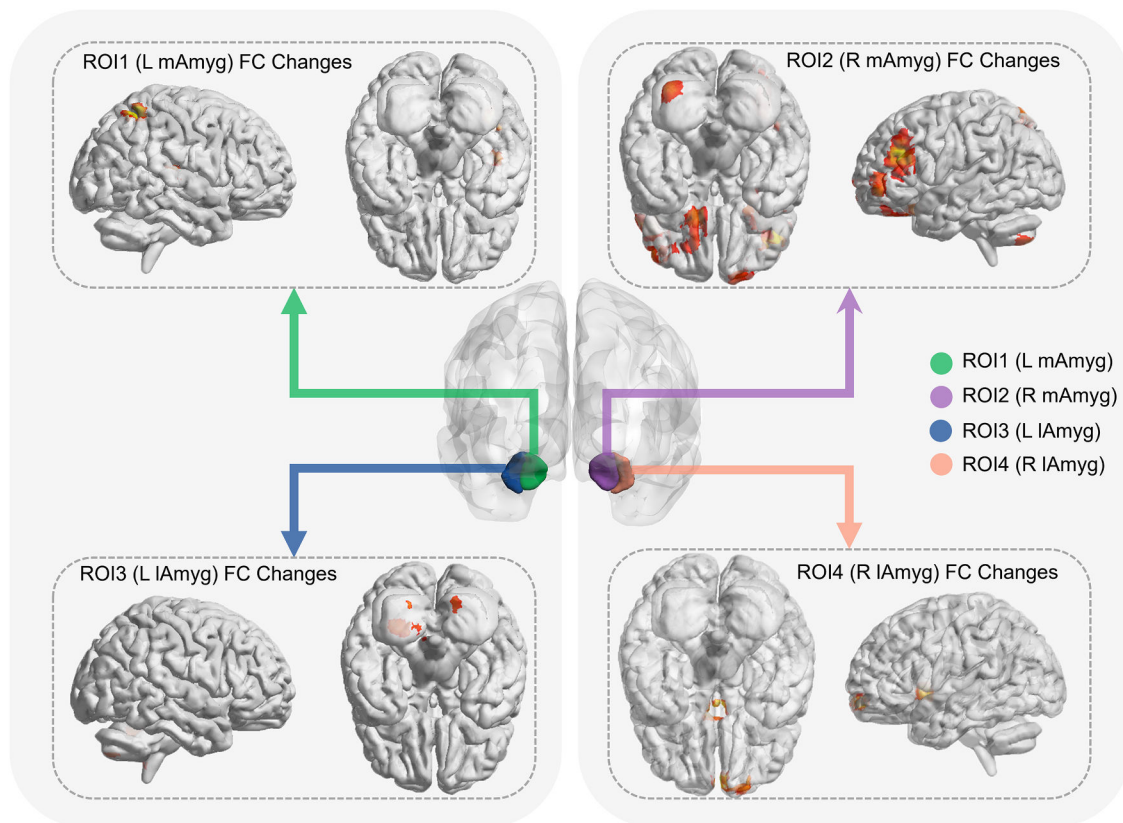 ROI1 (L mAmyg) FC Changes
ROI2 (R mAmyg) FC Changes
ROI1 (L mAmyg)
ROI2 (R mAmyg)
ROI3 (L lAmyg)
ROI4 (R lAmyg)
ROI3 (L lAmyg) FC Changes
ROI4 (R lAmyg) FC Changes